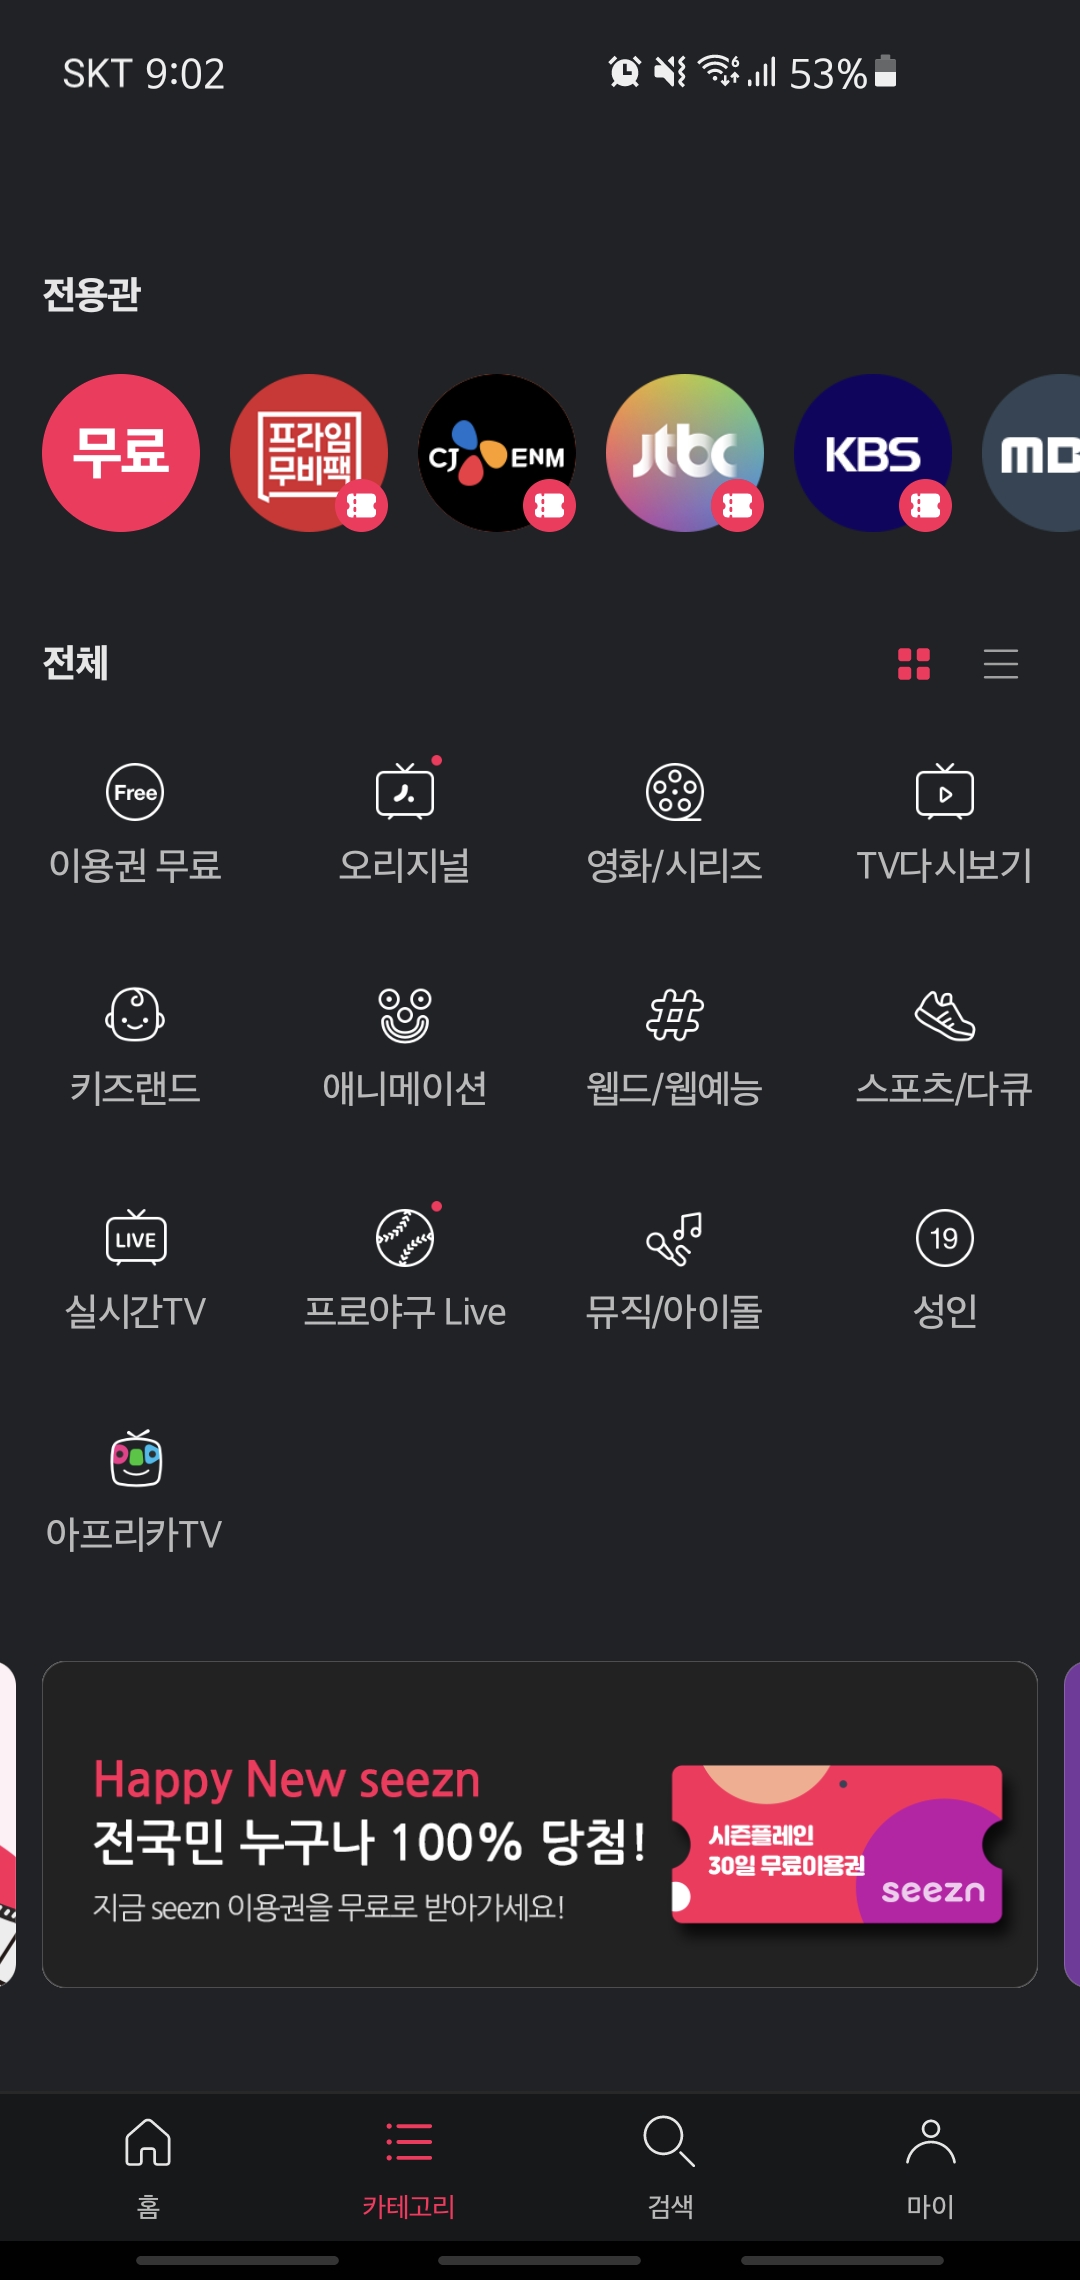 SKT 9:02
53%
전용관
무료
프라임
무비팩
CJ ENM
jtbc
KBS
전체
Free
이용권 무료
오리지널
영화/시리즈
TV다시보기
키즈랜드
애니메이션
웹드/웹예능
스포츠/다큐
LIVE
실시간TV
프로야구 Live
뮤직/아이돌
19
성인
아프리카TV
Happy New seezn
전국민 누구나 100% 당첨!
지금 seezn 이용권을 무료로 받아가세요!
시즌플레인
30일 무료이용권
seezn
홈
카테고리
검색
마이